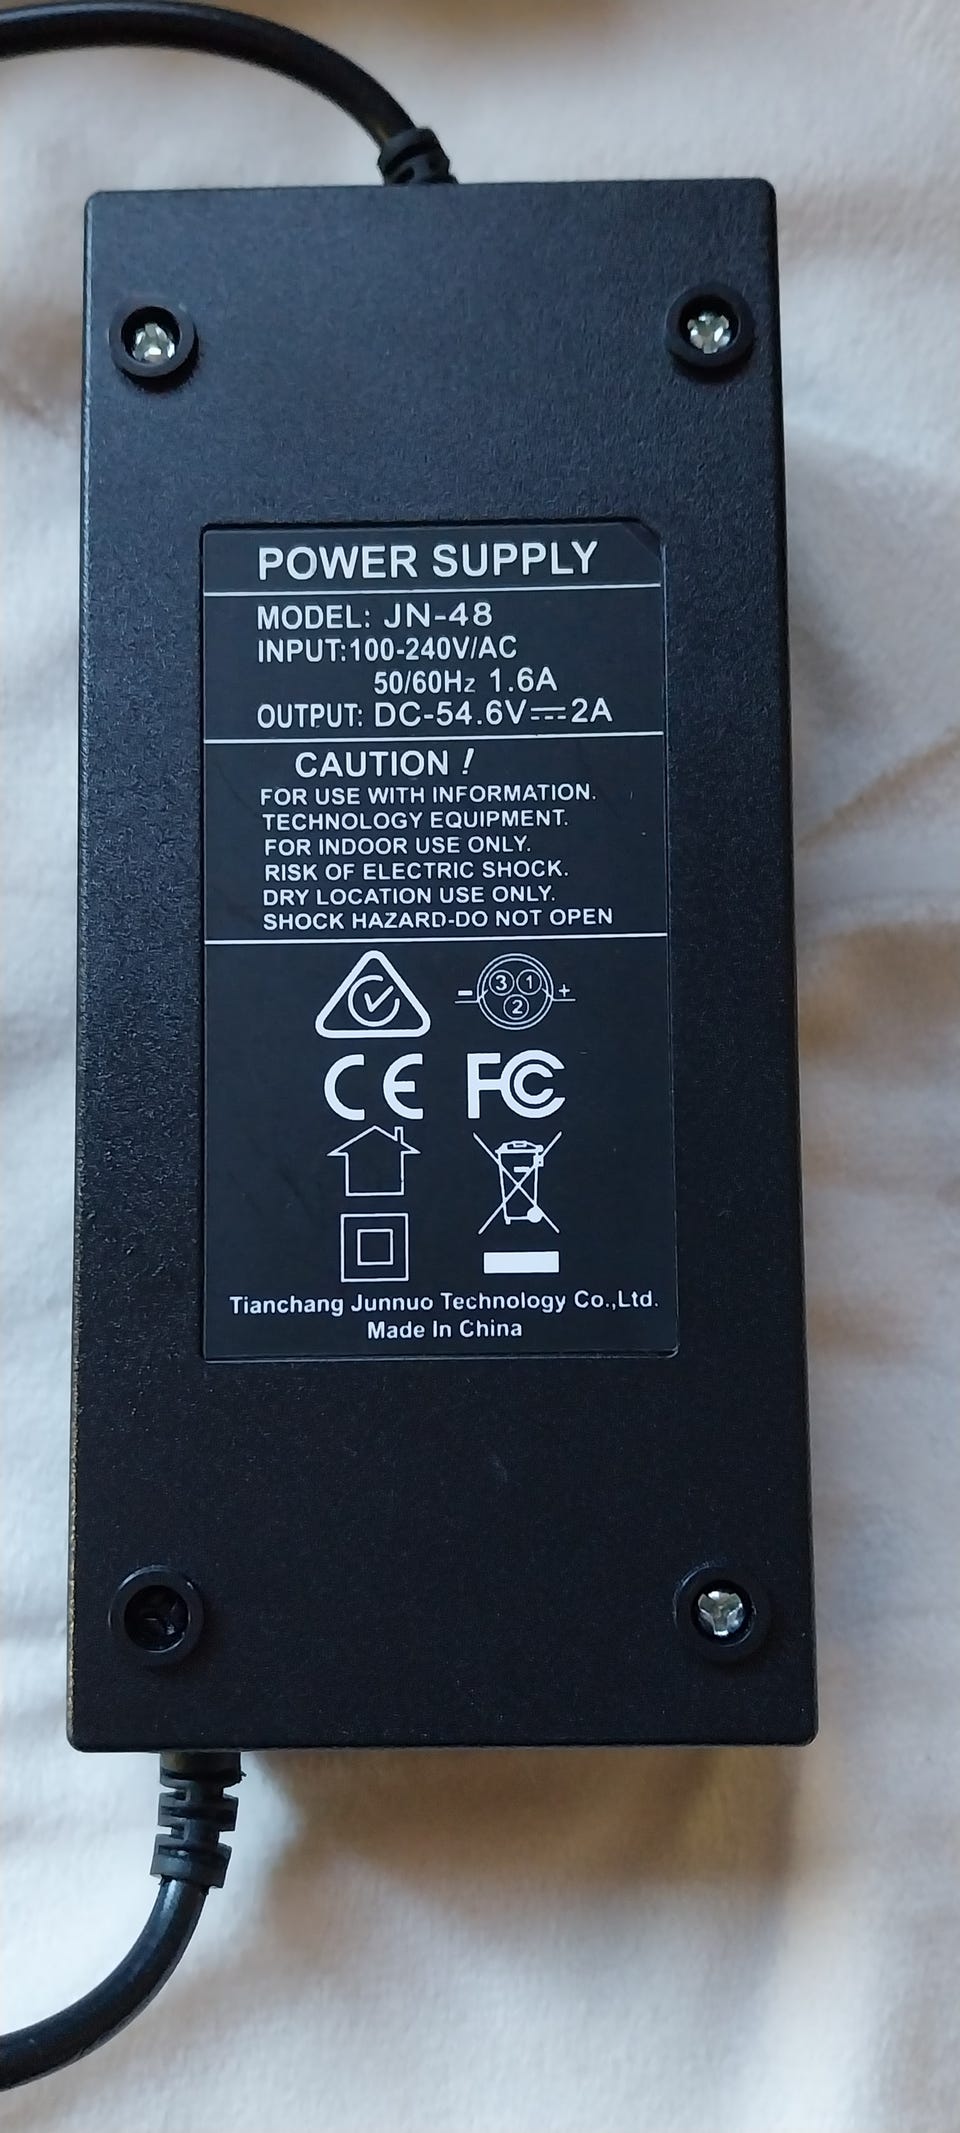 POWER SUPPLY
MODEL: JN-48
INPUT:100-240V/AC
50/60Hz 1.6A
OUTPUT: DC-54.6V⎓2A
CAUTION !
FOR USE WITH INFORMATION.
TECHNOLOGY EQUIPMENT.
FOR INDOOR USE ONLY.
RISK OF ELECTRIC SHOCK.
DRY LOCATION USE ONLY.
SHOCK HAZARD-DO NOT OPEN
- 3 1 +
2
CE FC
Tianchang Junnuo Technology Co.,Ltd.
Made In China